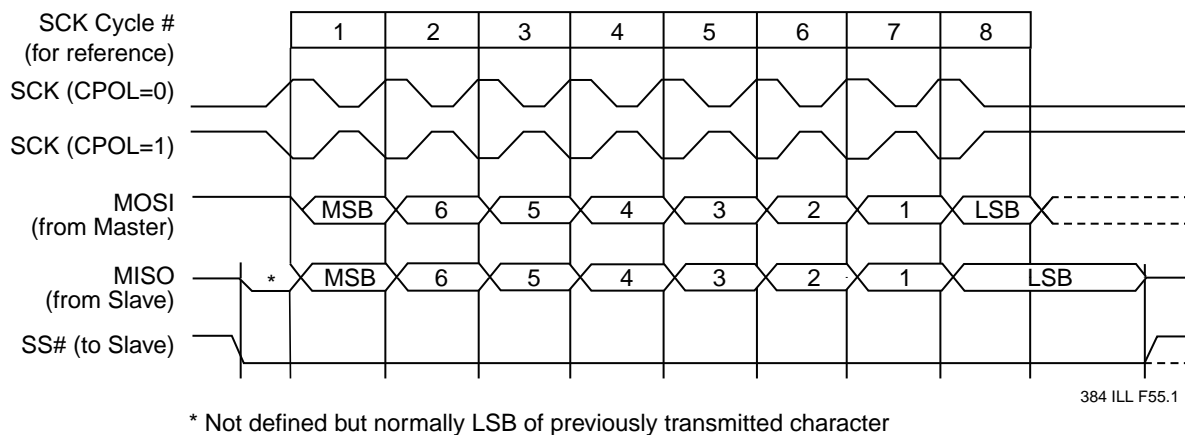 SCK Cycle # 1 2 3 4 5 6 7 8
(for reference)
SCK (CPOL=0)
SCK (CPOL=1)
MOSI MSB 6 5 4 3 2 1 LSB
(from Master)
MISO * MSB 6 5 4 3 2 1 LSB
(from Slave)
SS# (to Slave)
384 ILL F55.1
* Not defined but normally LSB of previously transmitted character